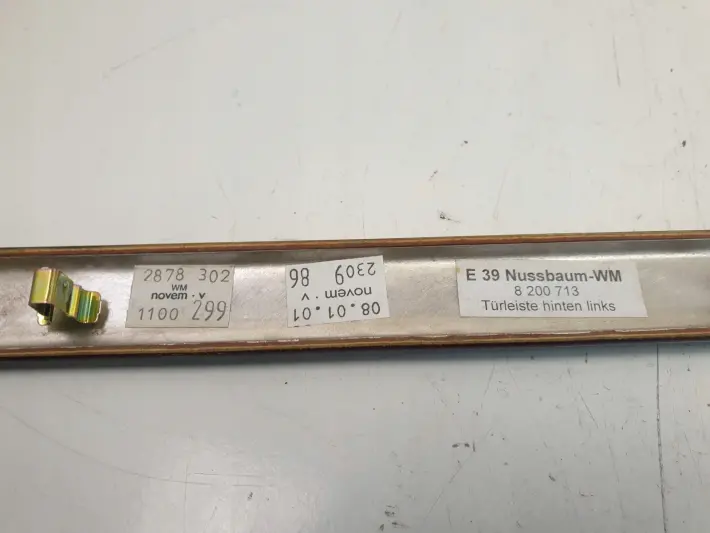 2878 302
WM
novem . v
1100 299
2309 86
novem . v
08.01.01
E 39 Nussbaum-WM
8 200 713
Türleiste hinten links